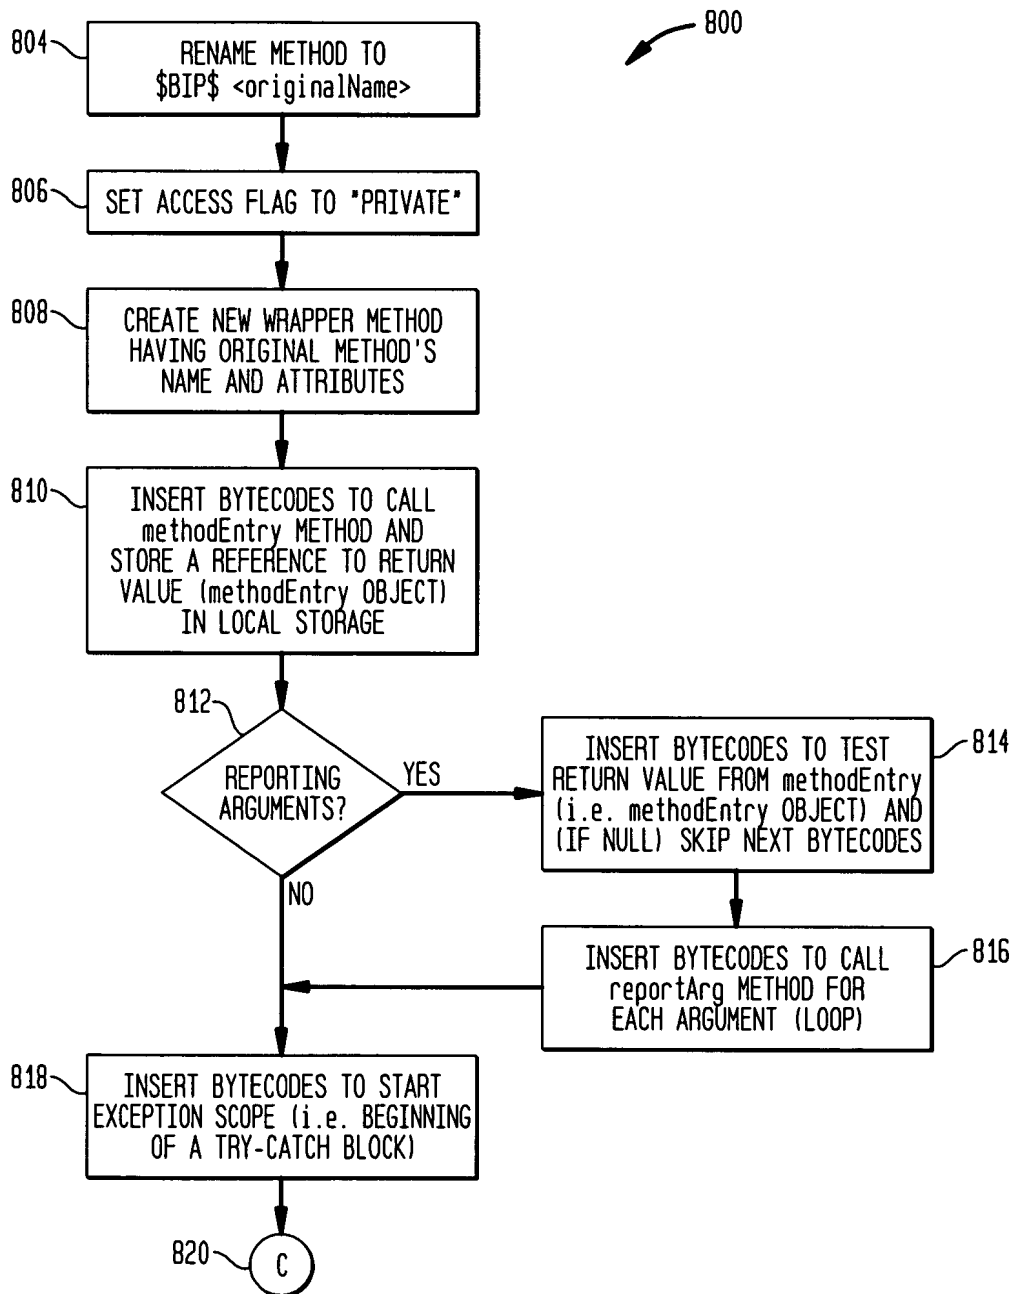 800
804
RENAME METHOD TO
$BIP$ <originalName>
806
SET ACCESS FLAG TO "PRIVATE"
808
CREATE NEW WRAPPER METHOD
HAVING ORIGINAL METHOD'S
NAME AND ATTRIBUTES
810
INSERT BYTECODES TO CALL
methodEntry METHOD AND
STORE A REFERENCE TO RETURN
VALUE (methodEntry OBJECT)
IN LOCAL STORAGE
812
REPORTING
ARGUMENTS?
YES
NO
814
INSERT BYTECODES TO TEST
RETURN VALUE FROM methodEntry
(i.e. methodEntry OBJECT) AND
(IF NULL) SKIP NEXT BYTECODES
816
INSERT BYTECODES TO CALL
reportArg METHOD FOR
EACH ARGUMENT (LOOP)
818
INSERT BYTECODES TO START
EXCEPTION SCOPE (i.e. BEGINNING
OF A TRY-CATCH BLOCK)
820
C